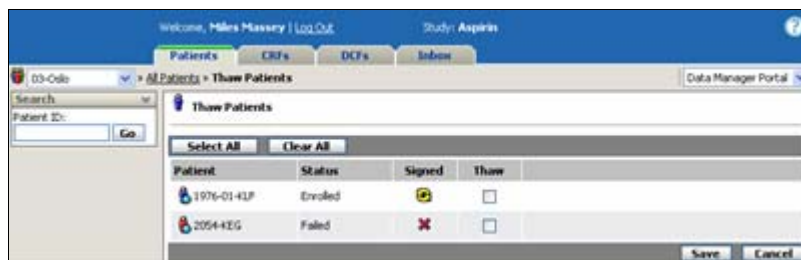 Welcome, Miles Massey | Log Out Study: Aspirin
Patients CRFs DCFs Inbox
03-Oslo » All Patients » Thaw Patients Data Manager Portal
Search
Patient ID:
Go
Thaw Patients
Select All Clear All
Patient Status Signed Thaw
1976-01-KLP Enrolled
2054-KEG Failed
Save Cancel